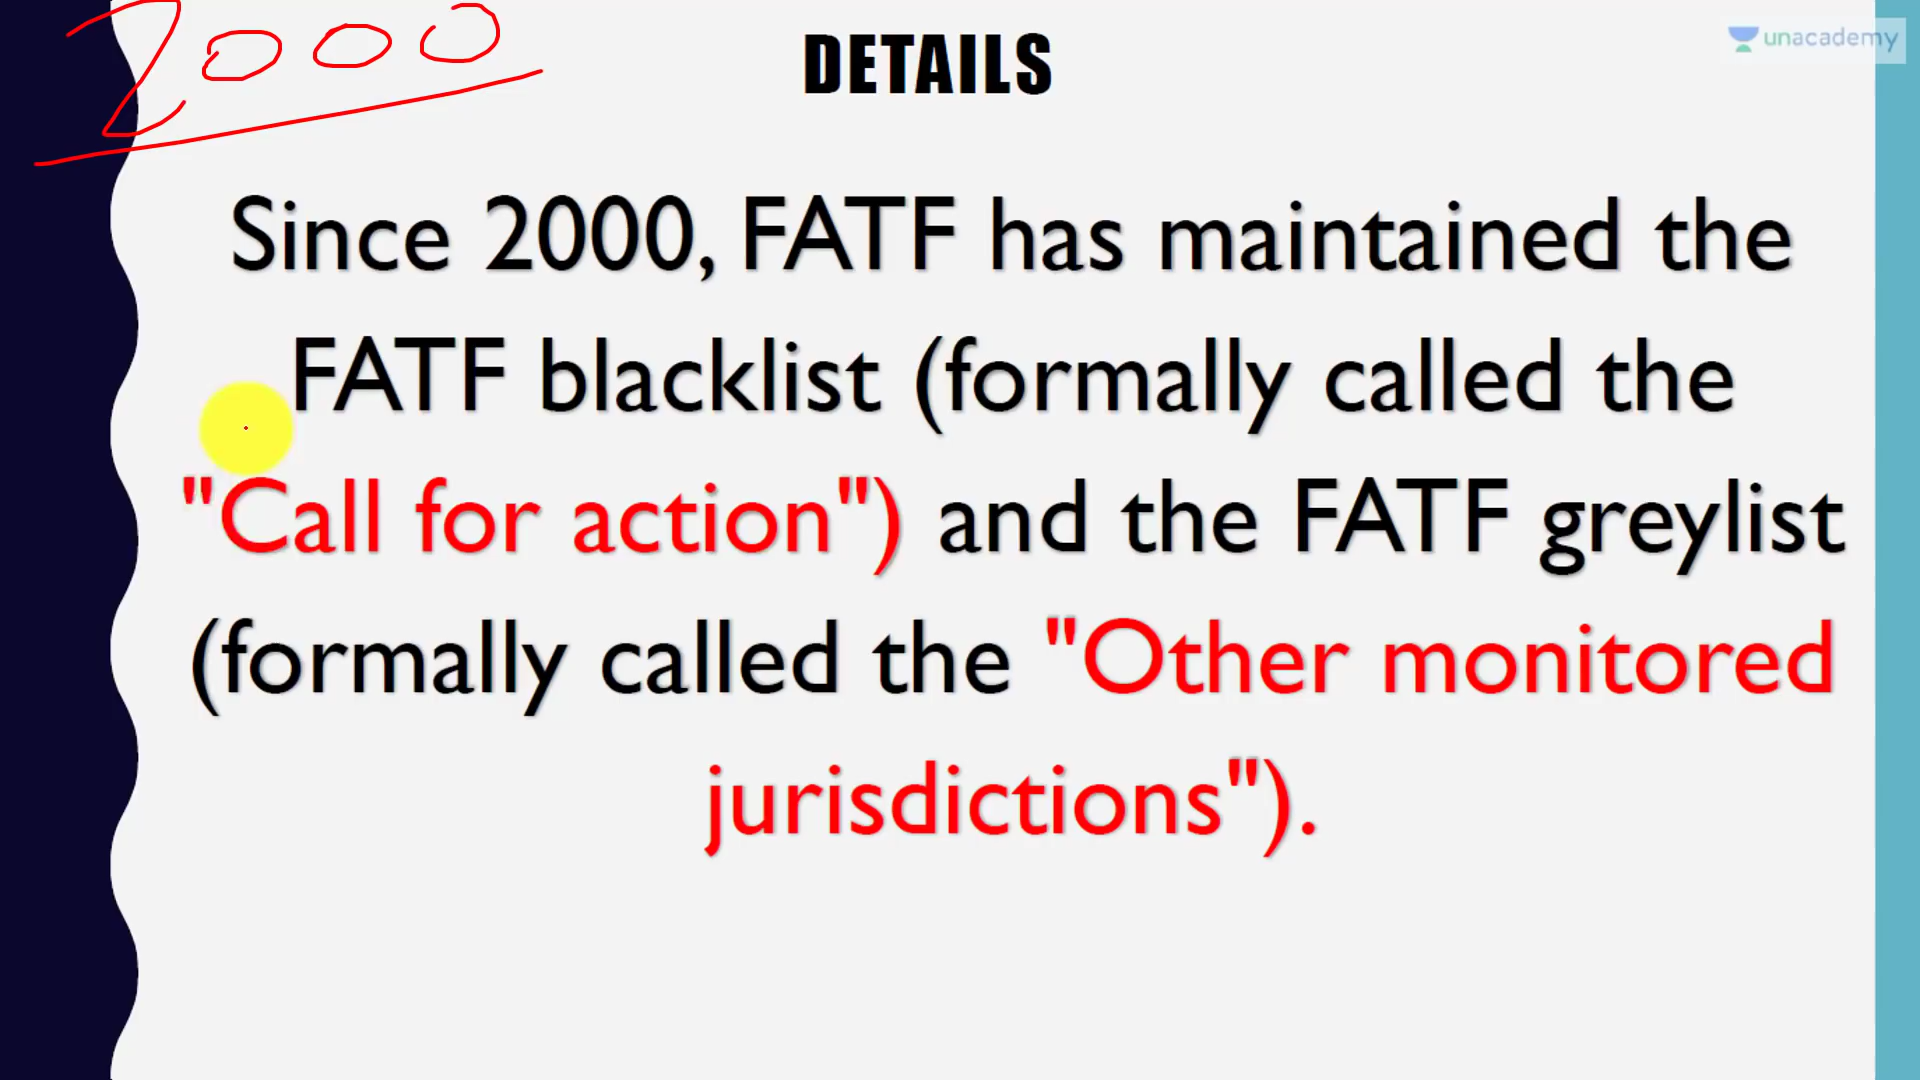 2000
DETAILS
unacademy
Since 2000, FATF has maintained the
FATF blacklist (formally called the
"Call for action") and the FATF greylist
(formally called the "Other monitored
jurisdictions").